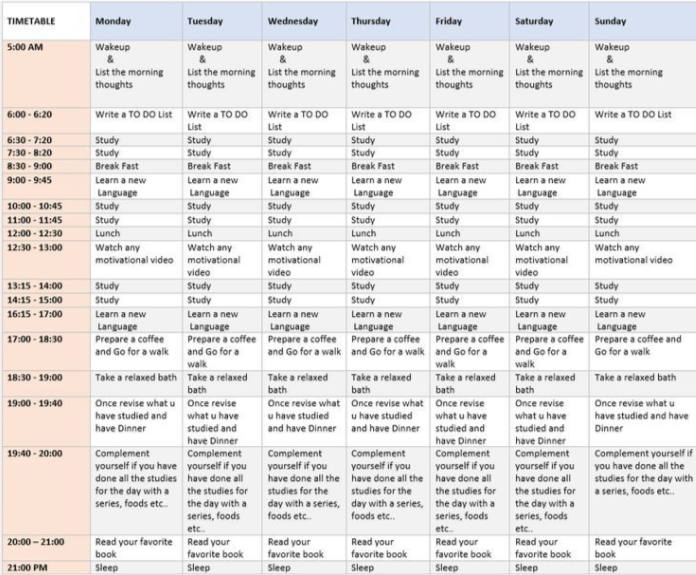 TIMETABLE Monday Tuesday Wednesday Thursday Friday Saturday Sunday
5:00 AM Wakeup Wakeup Wakeup Wakeup Wakeup Wakeup Wakeup
& & & & & & &
List the morning List the morning List the morning List the morning List the morning List the morning List the morning
thoughts thoughts thoughts thoughts thoughts thoughts thoughts
6:00 - 6:20 Write a TO DO List Write a TO DO Write a TO DO Write a TO DO Write a TO DO Write a TO DO Write a TO DO List
List List List List List
6:30 - 7:20 Study Study Study Study Study Study Study
7:30 - 8:20 Study Study Study Study Study Study Study
8:30 - 9:00 Break Fast Break Fast Break Fast Break Fast Break Fast Break Fast Break Fast
9:00 - 9:45 Learn a new Learn a new Learn a new Learn a new Learn a new Learn a new Learn a new
Language Language Language Language Language Language Language
10:00 - 10:45 Study Study Study Study Study Study Study
11:00 - 11:45 Study Study Study Study Study Study Study
12:00 - 12:30 Lunch Lunch Lunch Lunch Lunch Lunch Lunch
12:30 - 13:00 Watch any Watch any Watch any Watch any Watch any Watch any Watch any
motivational video motivational motivational motivational motivational motivational motivational video
video video video video video
13:15 - 14:00 Study Study Study Study Study Study Study
14:15 - 15:00 Study Study Study Study Study Study Study
16:15 - 17:00 Learn a new Learn a new Learn a new Learn a new Learn a new Learn a new Learn a new
Language Language Language Language Language Language Language
17:00 - 18:30 Prepare a coffee Prepare a coffee Prepare a coffee Prepare a coffee Prepare a coffee Prepare a coffee Prepare a coffee and
and Go for a walk and Go for a and Go for a walk and Go for a walk and Go for a and Go for a Go for a walk
walk walk walk
18:30 - 19:00 Take a relaxed bath Take a relaxed Take a relaxed Take a relaxed Take a relaxed Take a relaxed Take a relaxed bath
bath bath bath bath bath
19:00 - 19:40 Once revise what u Once revise Once revise what Once revise what Once revise Once revise Once revise what u
have studied and what u have u have studied u have studied what u have what u have have studied and have
have Dinner studied and and have Dinner and have Dinner studied and studied and Dinner
have Dinner have Dinner have Dinner
19:40 - 20:00 Complement Complement Complement Complement Complement Complement Complement yourself if
yourself if you have yourself if you yourself if you yourself if you yourself if you yourself if you you have done all the
done all the studies have done all have done all the have done all the have done all have done all studies for the day with
for the day with a the studies for studies for the studies for the the studies for the studies for a series, foods etc..
series, foods etc.. the day with a day with a series, day with a series, the day with a the day with a
series, foods foods etc.. foods etc.. series, foods series, foods
etc.. etc.. etc..
20:00 – 21:00 Read your favorite Read your Read your Read your Read your Read your Read your favorite
book favorite book favorite book favorite book favorite book favorite book book
21:00 PM Sleep Sleep Sleep Sleep Sleep Sleep Sleep